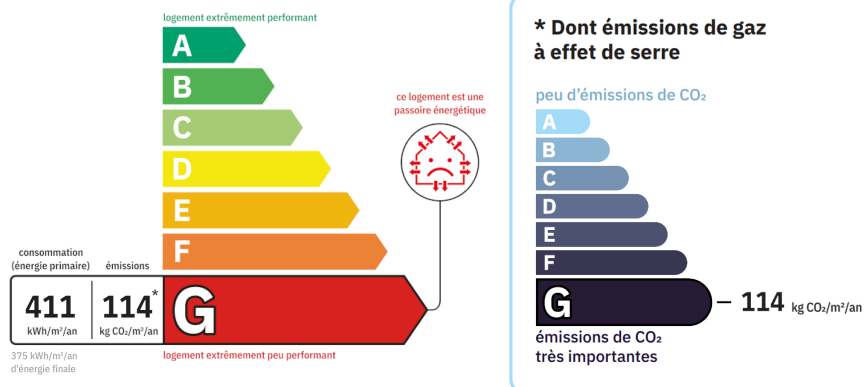 logement extrêmement performant
A
B
C
D
E
F
G
consommation
(énergie primaire)
émissions
411
kWh/m²/an
114*
kg CO₂/m²/an
375 kWh/m²/an
d'énergie finale
logement extrêmement peu performant
ce logement est une
passoire énergétique
* Dont émissions de gaz
à effet de serre
peu d'émissions de CO₂
A
B
C
D
E
F
G
114 kg CO₂/m²/an
émissions de CO₂
très importantes